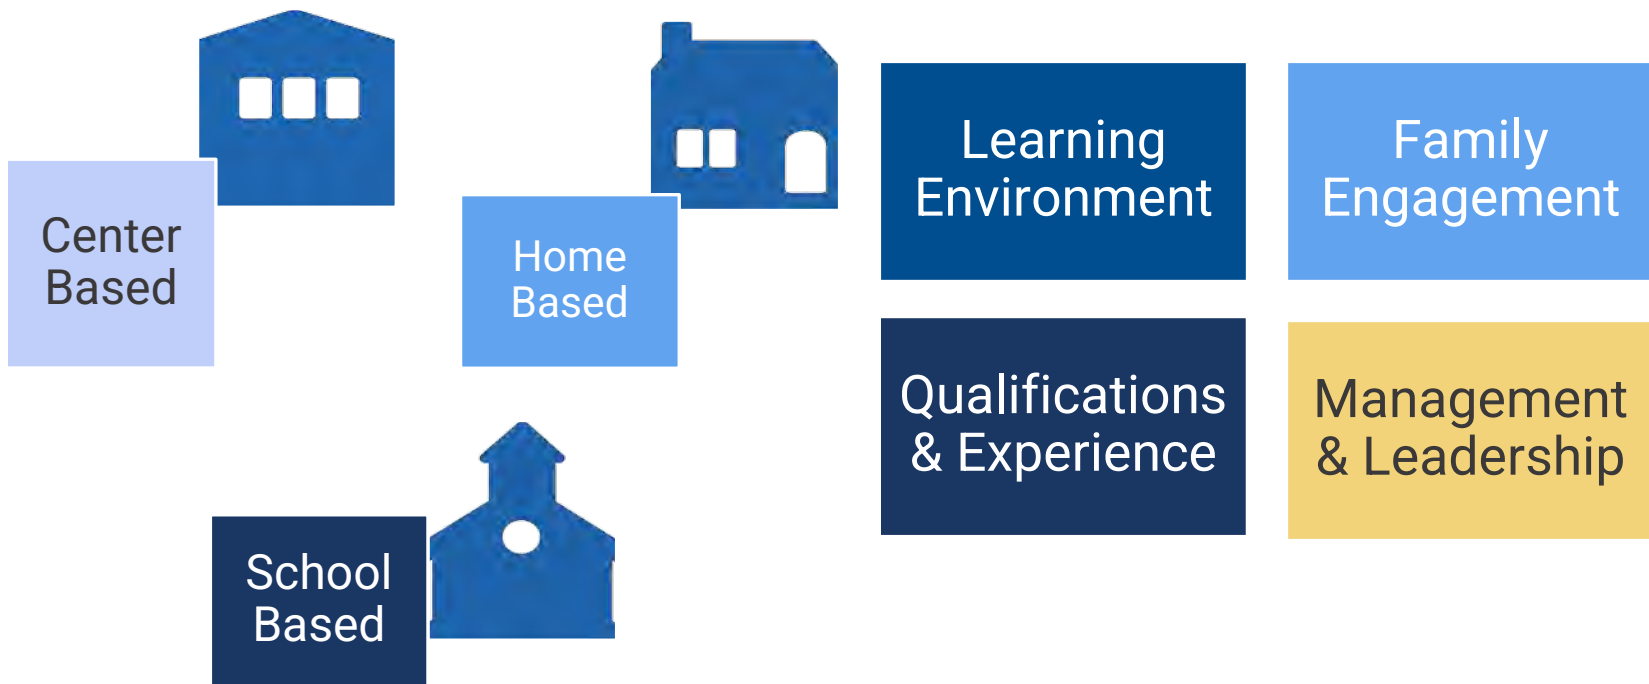 Center
Based
Home
Based
School
Based
Learning
Environment
Family
Engagement
Qualifications
& Experience
Management
& Leadership